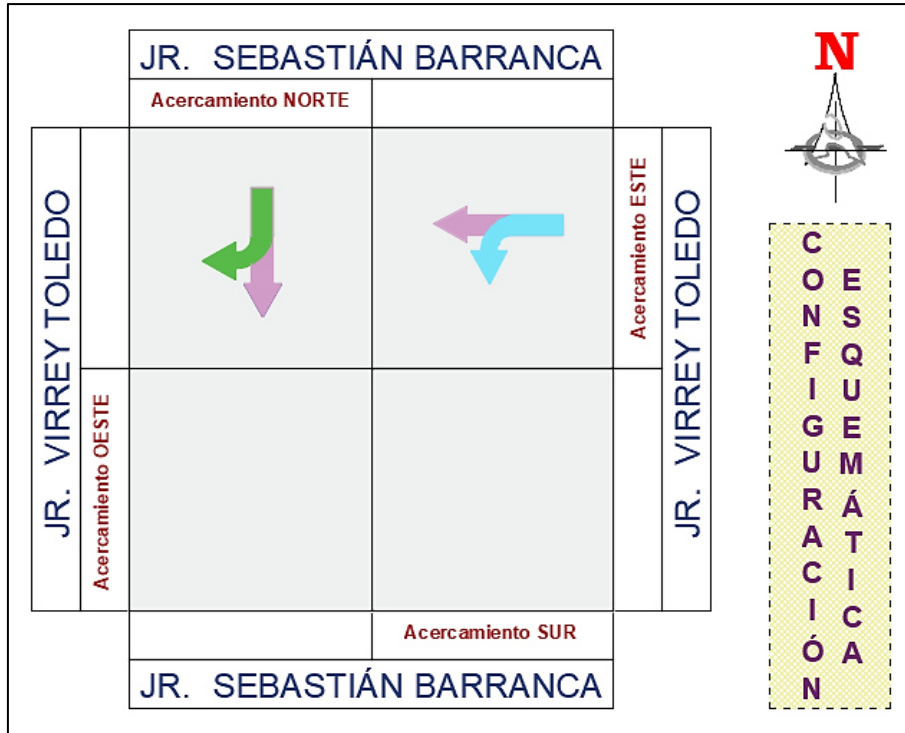 JR. SEBASTIÁN BARRANCA
Acercamiento NORTE
N
JR. VIRREY TOLEDO
Acercamiento OESTE
Acercamiento ESTE
JR. VIRREY TOLEDO
CONFIGURACIÓN
ESQUEMÁTICA
Acercamiento SUR
JR. SEBASTIÁN BARRANCA